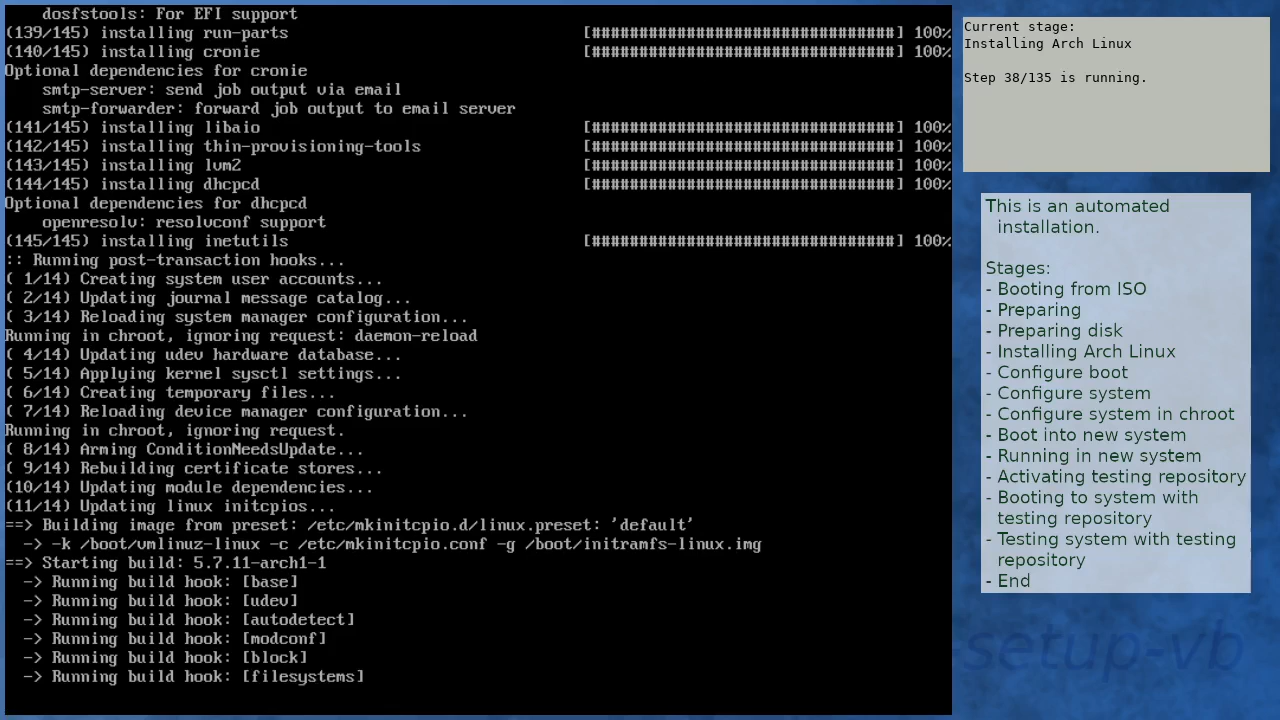 dosfstools: For EFI support
(139/145) installing run-parts                               [################################] 100%
(140/145) installing cronie                                  [################################] 100%
Optional dependencies for cronie
    smtp-server: send job output via email
    smtp-forwarder: forward job output to email server
(141/145) installing libaio                                  [################################] 100%
(142/145) installing thin-provisioning-tools                 [################################] 100%
(143/145) installing lvm2                                    [################################] 100%
(144/145) installing dhcpcd                                  [################################] 100%
Optional dependencies for dhcpcd
    openresolv: resolvconf support
(145/145) installing inetutils                               [################################] 100%
:: Running post-transaction hooks...
( 1/14) Creating system user accounts...
( 2/14) Updating journal message catalog...
( 3/14) Reloading system manager configuration...
Running in chroot, ignoring request: daemon-reload
( 4/14) Updating udev hardware database...
( 5/14) Applying kernel sysctl settings...
( 6/14) Creating temporary files...
( 7/14) Reloading device manager configuration...
Running in chroot, ignoring request.
( 8/14) Arming ConditionNeedsUpdate...
( 9/14) Rebuilding certificate stores...
(10/14) Updating module dependencies...
(11/14) Updating linux initcpios...
==> Building image from preset: /etc/mkinitcpio.d/linux.preset: 'default'
  -> -k /boot/vmlinuz-linux -c /etc/mkinitcpio.conf -g /boot/initramfs-linux.img
==> Starting build: 5.7.11-arch1-1
  -> Running build hook: [base]
  -> Running build hook: [udev]
  -> Running build hook: [autodetect]
  -> Running build hook: [modconf]
  -> Running build hook: [block]
  -> Running build hook: [filesystems]
Current stage:
Installing Arch Linux
Step 38/135 is running.
This is an automated
installation.
Stages:
- Booting from ISO
- Preparing
- Preparing disk
- Installing Arch Linux
- Configure boot
- Configure system
- Configure system in chroot
- Boot into new system
- Running in new system
- Activating testing repository
- Booting to system with
testing repository
- Testing system with testing
repository
- End
-setup-vb